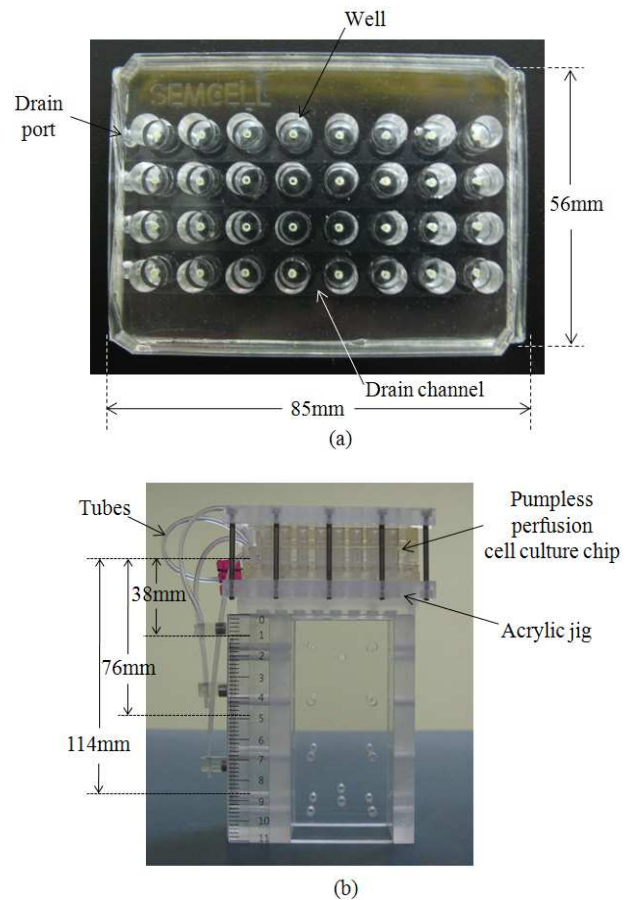 Well
SEMCELL
Drain
port
56mm
Drain channel
85mm
(a)
Tubes
Pumpless
perfusion
cell culture chip
38mm
Acrylic jig
76mm
114mm
0
1
2
3
4
5
6
7
8
9
10
11
(b)